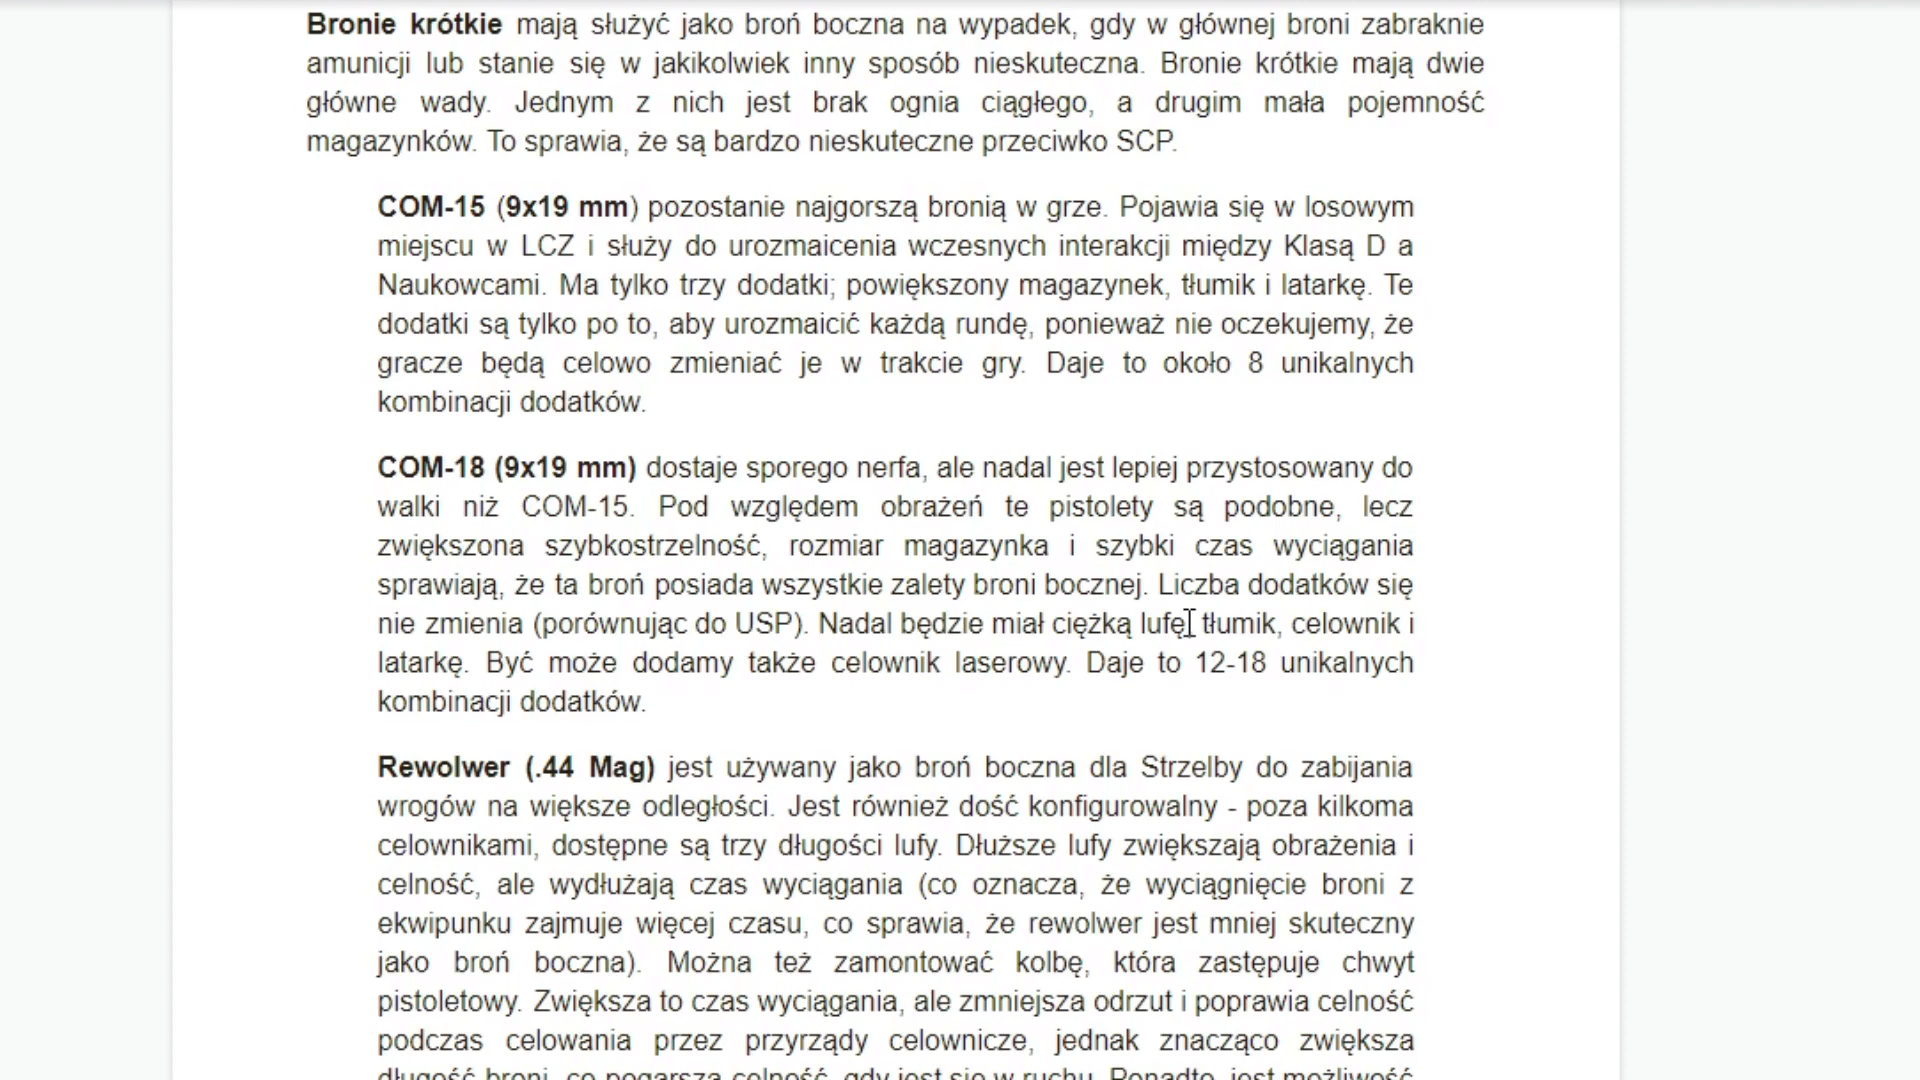 Bronie krótkie mają służyć jako broń boczna na wypadek, gdy w głównej broni zabraknie
amunicji lub stanie się w jakikolwiek inny sposób nieskuteczna. Bronie krótkie mają dwie
główne wady. Jednym z nich jest brak ognia ciągłego, a drugim mała pojemność
magazynków. To sprawia, że są bardzo nieskuteczne przeciwko SCP.
COM-15 (9x19 mm) pozostanie najgorszą bronią w grze. Pojawia się w losowym
miejscu w LCZ i służy do urozmaicenia wczesnych interakcji między Klasą D a
Naukowcami. Ma tylko trzy dodatki; powiększony magazynek, tłumik i latarkę. Te
dodatki są tylko po to, aby urozmaicić każdą rundę, ponieważ nie oczekujemy, że
gracze będą celowo zmieniać je w trakcie gry. Daje to około 8 unikalnych
kombinacji dodatków.
COM-18 (9x19 mm) dostaje sporego nerfa, ale nadal jest lepiej przystosowany do
walki niż COM-15. Pod względem obrażeń te pistolety są podobne, lecz
zwiększona szybkostrzelność, rozmiar magazynka i szybki czas wyciągania
sprawiają, że ta broń posiada wszystkie zalety broni bocznej. Liczba dodatków się
nie zmienia (porównując do USP). Nadal będzie miał ciężką lufę, tłumik, celownik i
latarkę. Być może dodamy także celownik laserowy. Daje to 12-18 unikalnych
kombinacji dodatków.
Rewolwer (.44 Mag) jest używany jako broń boczna dla Strzelby do zabijania
wrogów na większe odległości. Jest również dość konfigurowalny - poza kilkoma
celownikami, dostępne są trzy długości lufy. Dłuższe lufy zwiększają obrażenia i
celność, ale wydłużają czas wyciągania (co oznacza, że wyciągnięcie broni z
ekwipunku zajmuje więcej czasu, co sprawia, że rewolwer jest mniej skuteczny
jako broń boczna). Można też zamontować kolbę, która zastępuje chwyt
pistoletowy. Zwiększa to czas wyciągania, ale zmniejsza odrzut i poprawia celność
podczas celowania przez przyrządy celownicze, jednak znacząco zwiększa
długość broni, co pogarsza celność, gdy jest się w ruchu. Ponadto, jest możliwość